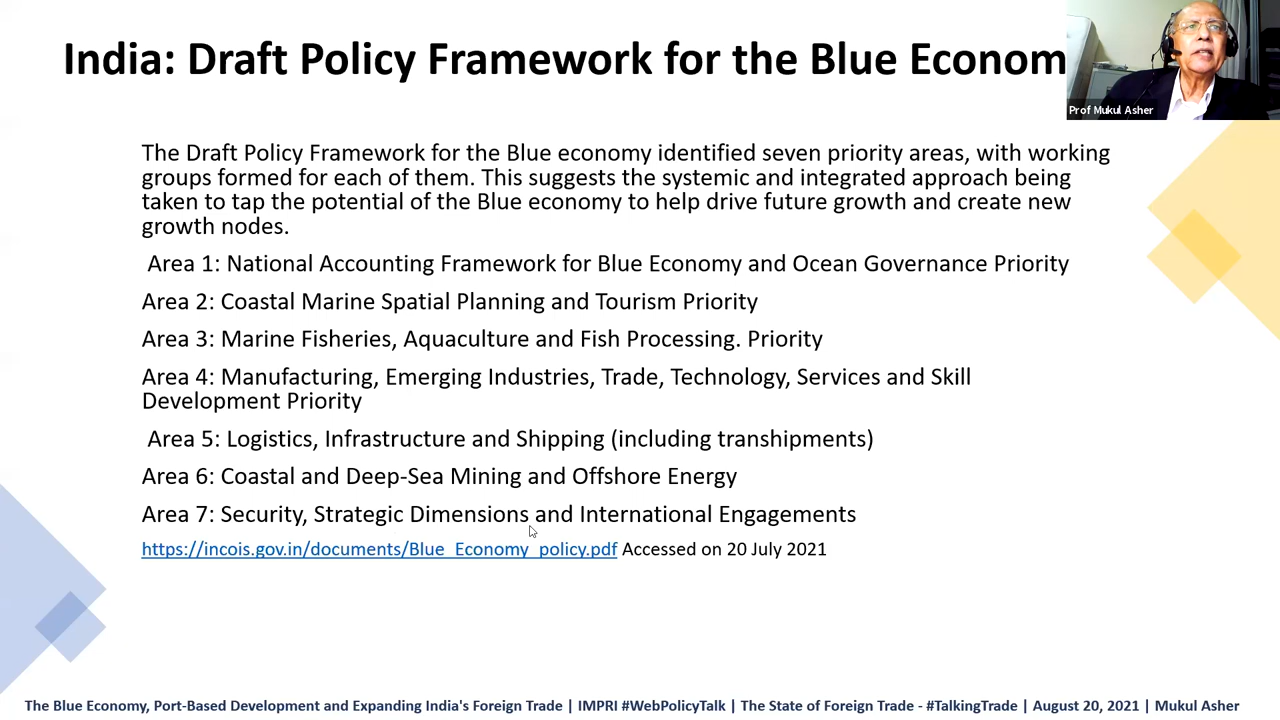 India: Draft Policy Framework for the Blue Econom
Prof Mukul Asher
The Draft Policy Framework for the Blue economy identified seven priority areas, with working
groups formed for each of them. This suggests the systemic and integrated approach being
taken to tap the potential of the Blue economy to help drive future growth and create new
growth nodes.
Area 1: National Accounting Framework for Blue Economy and Ocean Governance Priority
Area 2: Coastal Marine Spatial Planning and Tourism Priority
Area 3: Marine Fisheries, Aquaculture and Fish Processing. Priority
Area 4: Manufacturing, Emerging Industries, Trade, Technology, Services and Skill
Development Priority
Area 5: Logistics, Infrastructure and Shipping (including transhipments)
Area 6: Coastal and Deep-Sea Mining and Offshore Energy
Area 7: Security, Strategic Dimensions and International Engagements
https://incois.gov.in/documents/Blue_Economy_policy.pdf Accessed on 20 July 2021
The Blue Economy, Port-Based Development and Expanding India's Foreign Trade | IMPRI #WebPolicyTalk | The State of Foreign Trade - #TalkingTrade | August 20, 2021 | Mukul Asher